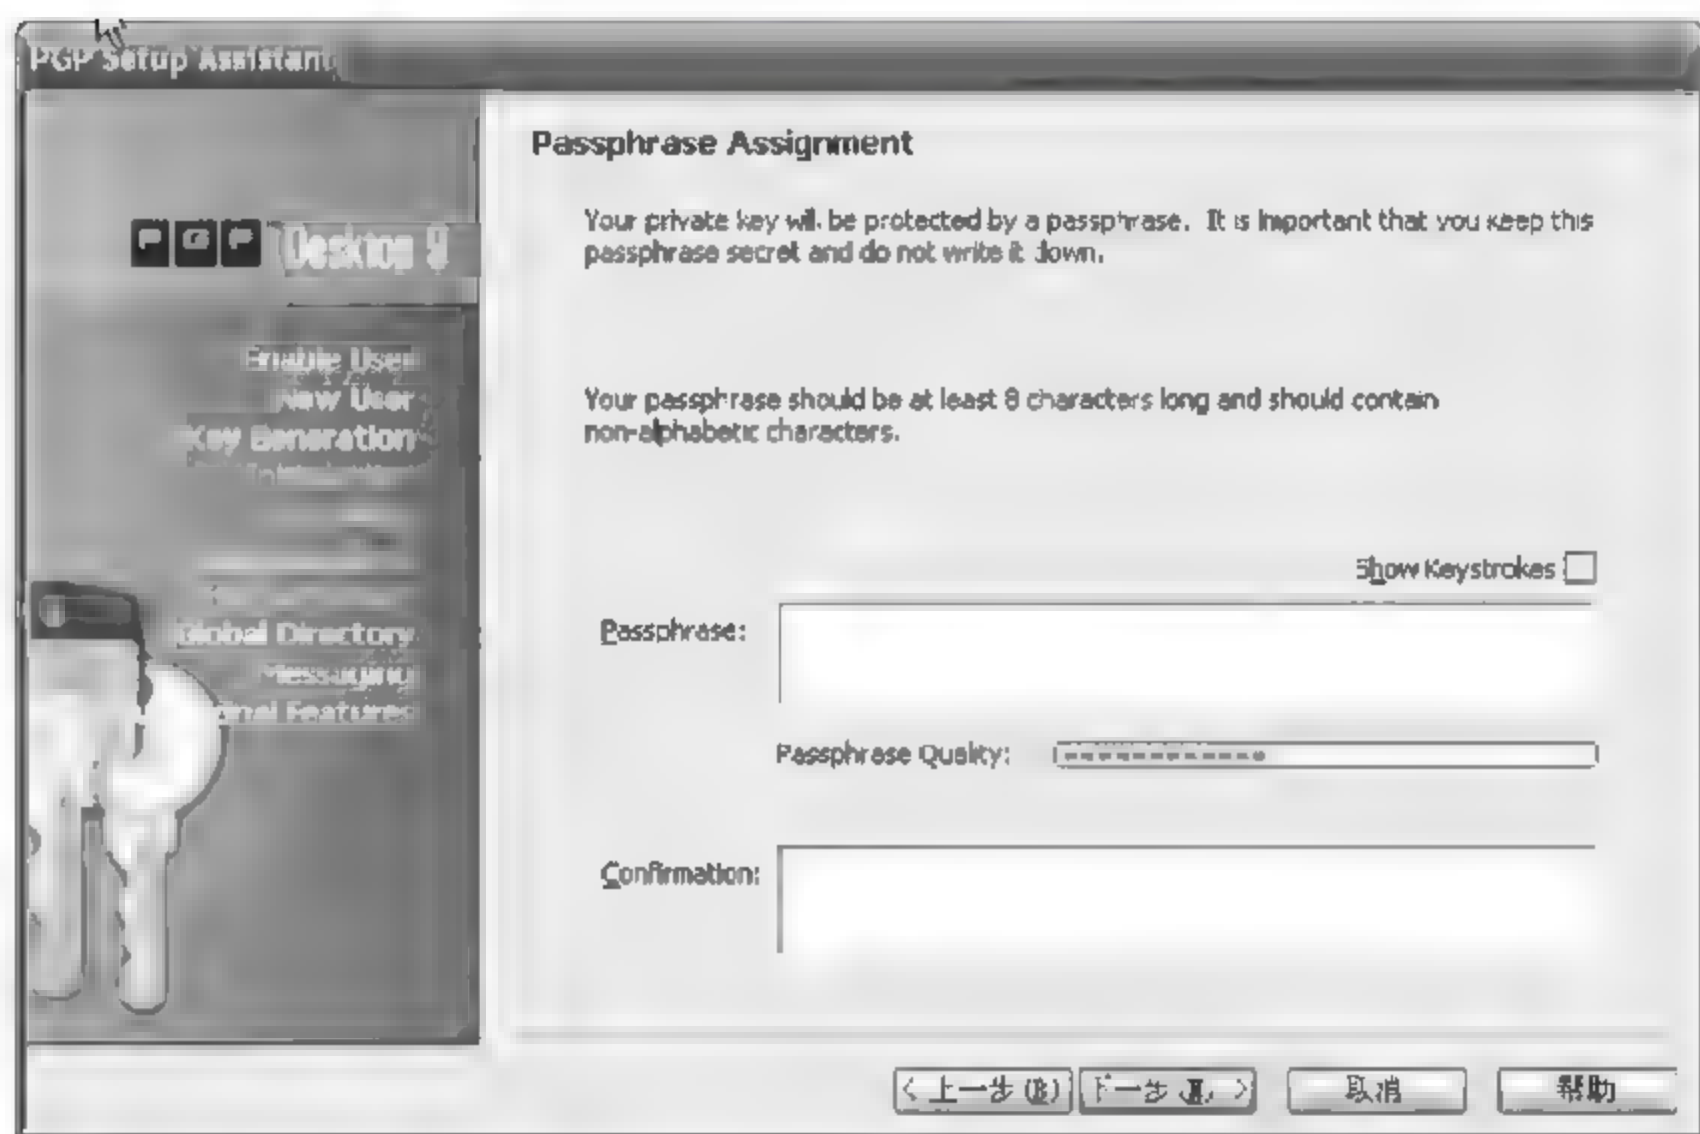 PGP Setup Assistant
Passphrase Assignment
Your private key will be protected by a passphrase. It is important that you keep this
passphrase secret and do not write it down.
PGP Desktop 9
Enable User
New User
Key Generation
Global Directory
Messaging
Features
Your passphrase should be at least 8 characters long and should contain
non-alphabetic characters.
Show Keystrokes
Passphrase:
Passphrase Quality:
Confirmation:
< 上一步 (B)
下一步 (N) >
取消
帮助